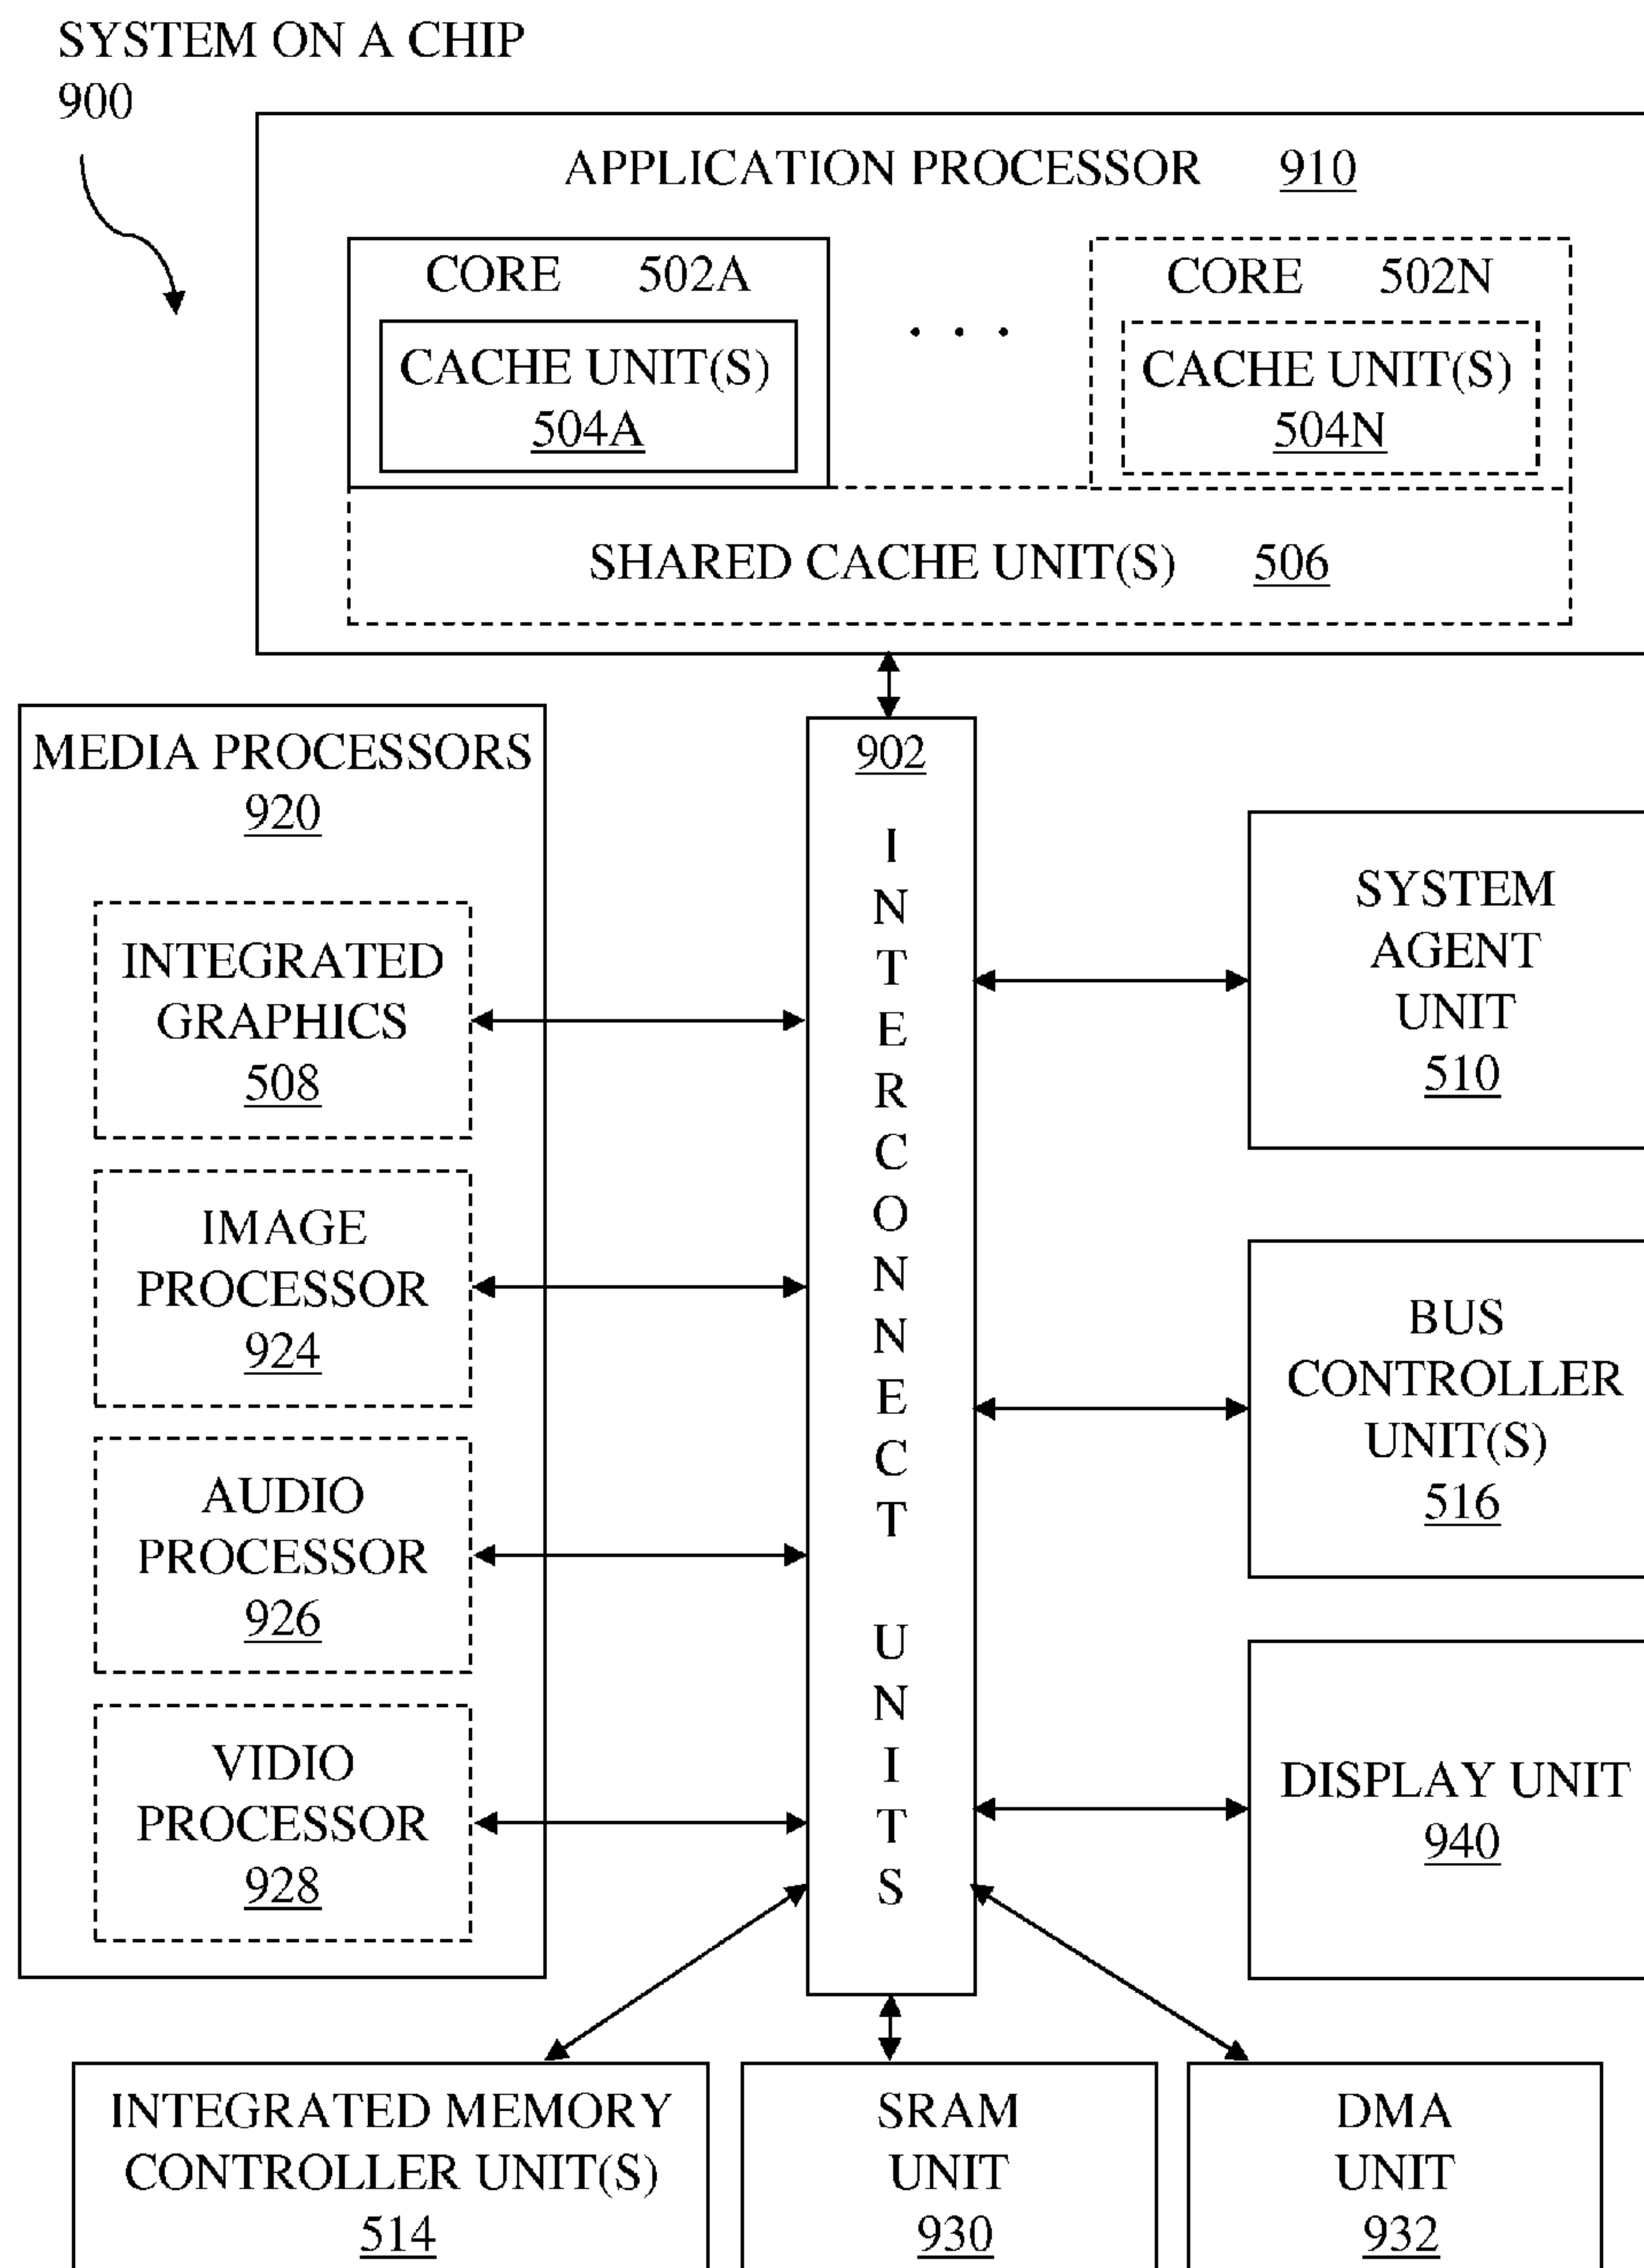 SYSTEM ON A CHIP
900
APPLICATION PROCESSOR 910
CORE 502A
CACHE UNIT(S)
504A
. . .
CORE 502N
CACHE UNIT(S)
504N
SHARED CACHE UNIT(S) 506
MEDIA PROCESSORS
920
INTEGRATED
GRAPHICS
508
IMAGE
PROCESSOR
924
AUDIO
PROCESSOR
926
VIDIO
PROCESSOR
928
902
INTERCONNECT UNITS
SYSTEM
AGENT
UNIT
510
BUS
CONTROLLER
UNIT(S)
516
DISPLAY UNIT
940
INTEGRATED MEMORY
CONTROLLER UNIT(S)
514
SRAM
UNIT
930
DMA
UNIT
932